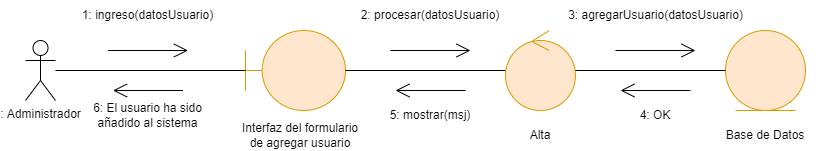 1: ingreso(datosUsuario)
2: procesar(datosUsuario)
3: agregarUsuario(datosUsuario)
: Administrador
6: El usuario ha sido
añadido al sistema
5: mostrar(msj)
4: OK
Interfaz del formulario
de agregar usuario
Alta
Base de Datos